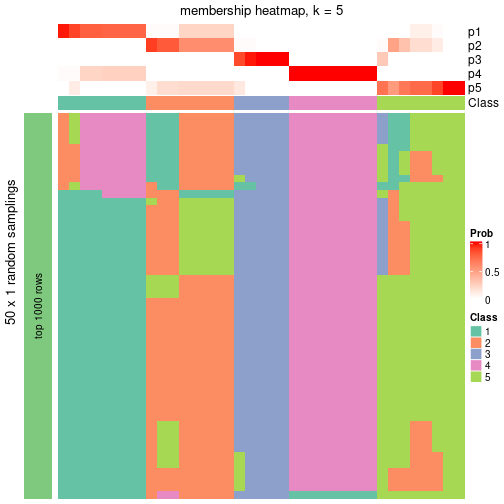 membership heatmap, k = 5
p1
p2
p3
p4
p5
Class
50 x 1 random samplings
top 1000 rows
Prob
1
0.5
0
Class
1
2
3
4
5